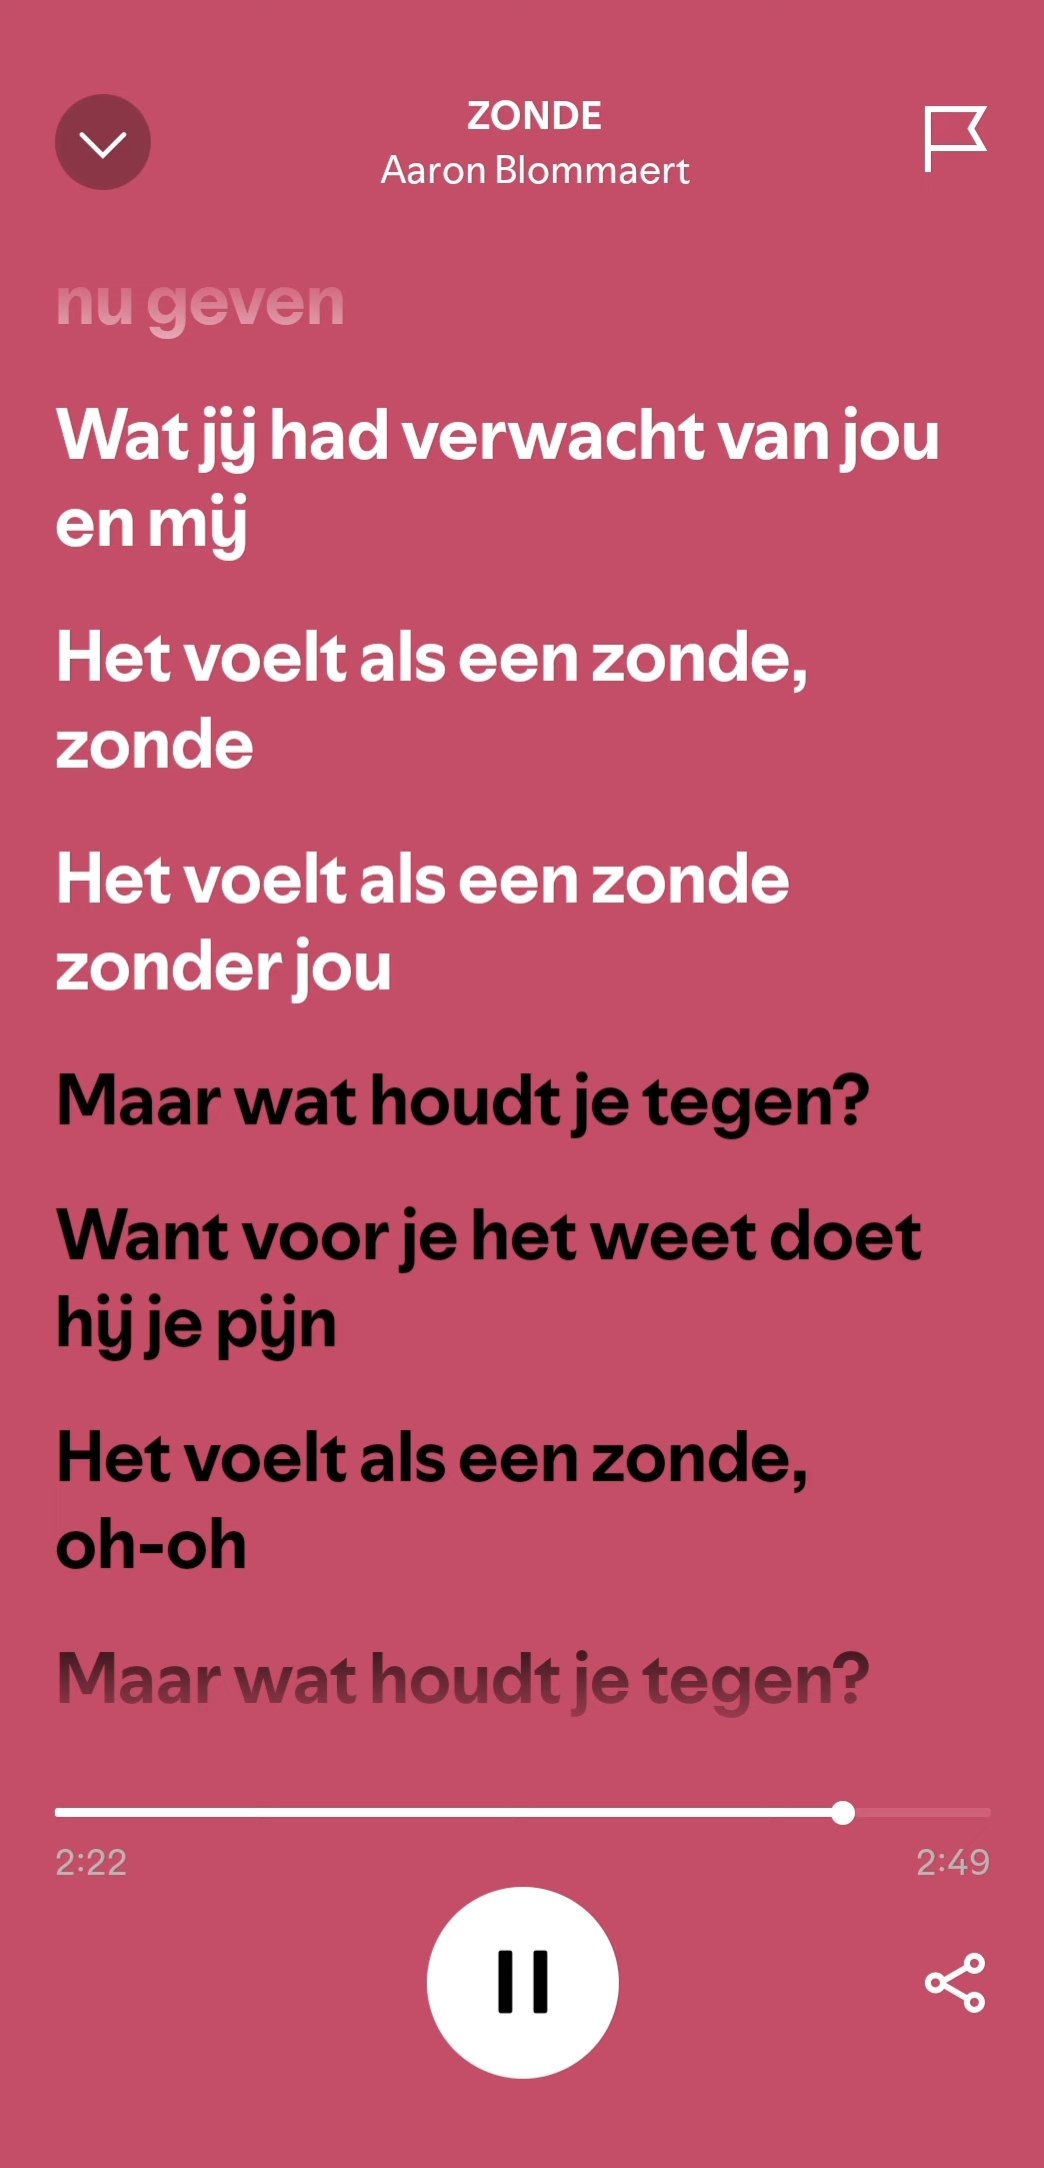 ZONDE
Aaron Blommaert
nu geven
Wat jij had verwacht van jou
en mij
Het voelt als een zonde,
zonde
Het voelt als een zonde
zonder jou
Maar wat houdt je tegen?
Want voor je het weet doet
hij je pijn
Het voelt als een zonde,
oh-oh
Maar wat houdt je tegen?
2:22
2:49